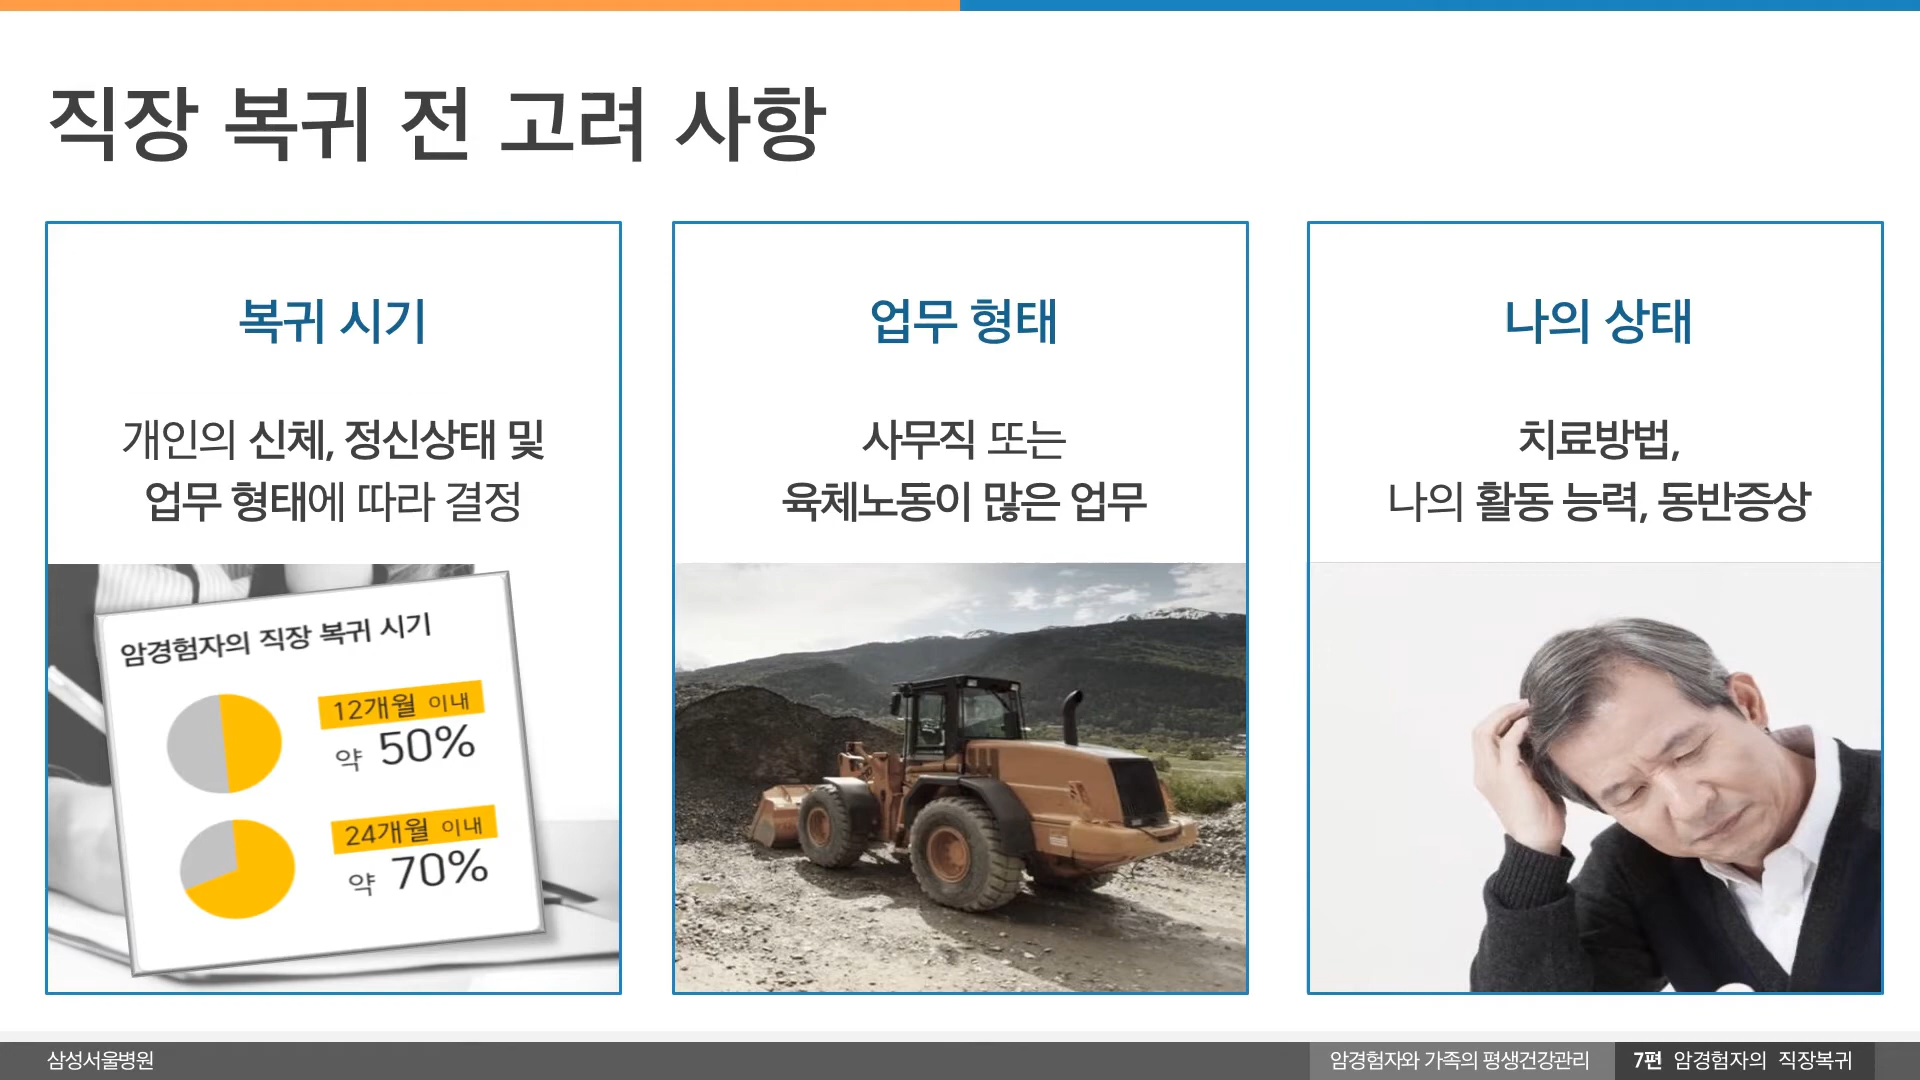 직장 복귀 전 고려 사항
복귀 시기
개인의 신체, 정신상태 및
업무 형태에 따라 결정
암경험자의 직장 복귀 시기
12개월 이내
약 50%
24개월 이내
약 70%
업무 형태
사무직 또는
육체노동이 많은 업무
나의 상태
치료방법,
나의 활동 능력, 동반증상
삼성서울병원
암경험자와 가족의 평생건강관리
7편 암경험자의 직장복귀